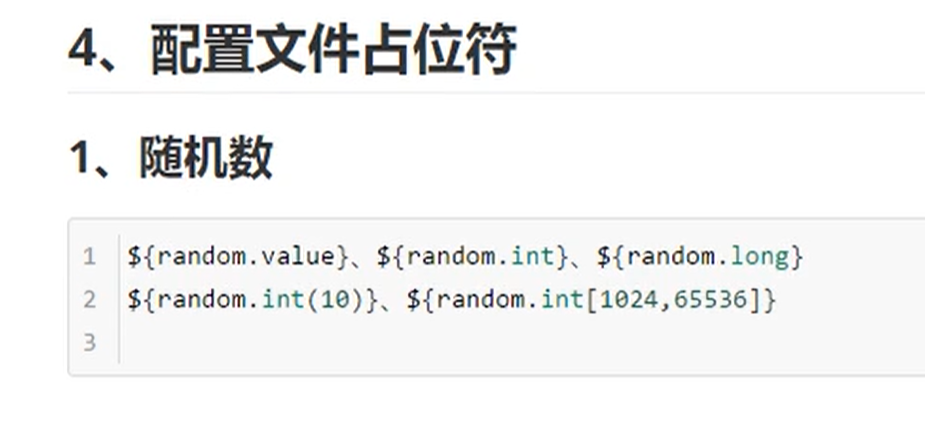 4、配置文件占位符
1、随机数
1 ${random.value}、${random.int}、${random.long}
2 ${random.int(10)}、${random.int[1024,65536]}
3